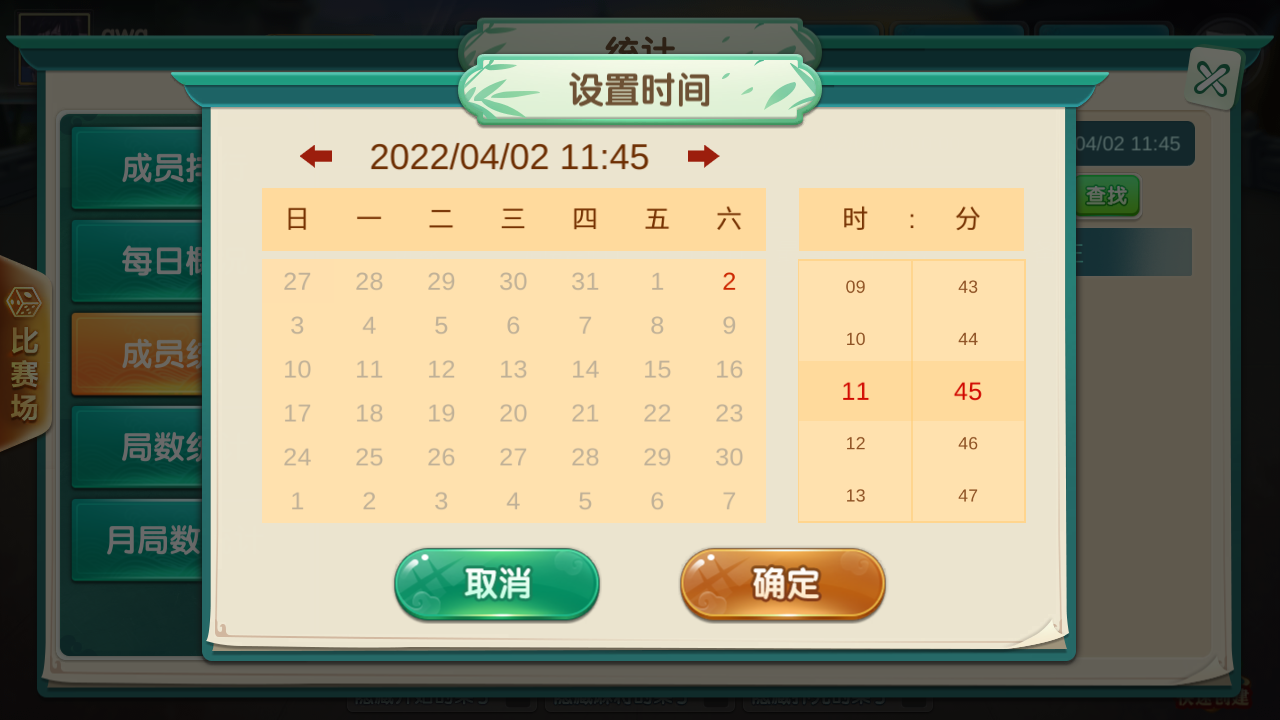 统计
设置时间
2022/04/02 11:45
日 一 二 三 四 五 六
27 28 29 30 31 1 2
3 4 5 6 7 8 9
10 11 12 13 14 15 16
17 18 19 20 21 22 23
24 25 26 27 28 29 30
1 2 3 4 5 6 7
时 : 分
09 43
10 44
11 45
12 46
13 47
取消
确定
成员
每日
成员
局数
月局数
比赛场
04/02 11:45
查找
快速创建